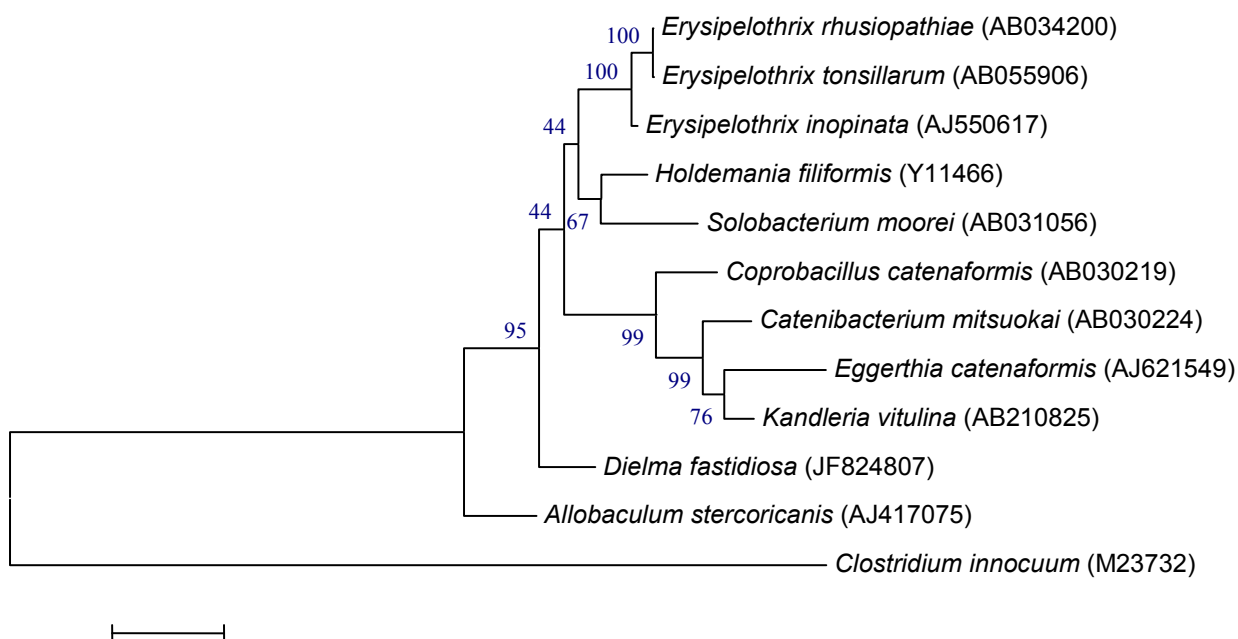 100
Erysipelothrix rhusiopathiae (AB034200)
100
Erysipelothrix tonsillarum (AB055906)
44
Erysipelothrix inopinata (AJ550617)
Holdemania filiformis (Y11466)
44
67
Solobacterium moorei (AB031056)
Coprobacillus catenaformis (AB030219)
95
99
Catenibacterium mitsuokai (AB030224)
99
Eggerthia catenaformis (AJ621549)
76
Kandleria vitulina (AB210825)
Dielma fastidiosa (JF824807)
Allobaculum stercoricanis (AJ417075)
Clostridium innocuum (M23732)